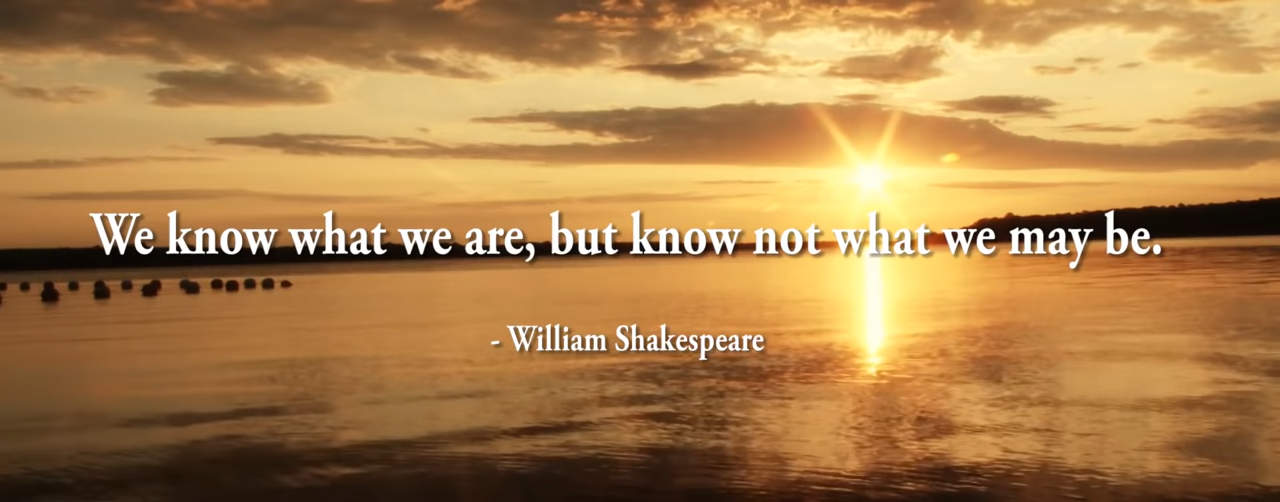 We know what we are, but know not what we may be.
- William Shakespeare